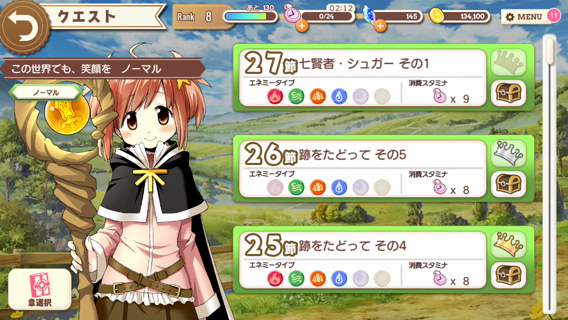 クエスト
Rank 8
あと 130
02:12
0/24
145
134,100
MENU
11
この世界でも、笑顔を ノーマル
ノーマル
27節 七賢者・シュガー その1
エネミータイプ
消費スタミナ
× 9
26節 跡をたどって その5
エネミータイプ
消費スタミナ
× 8
25節 跡をたどって その4
エネミータイプ
消費スタミナ
× 8
章選択